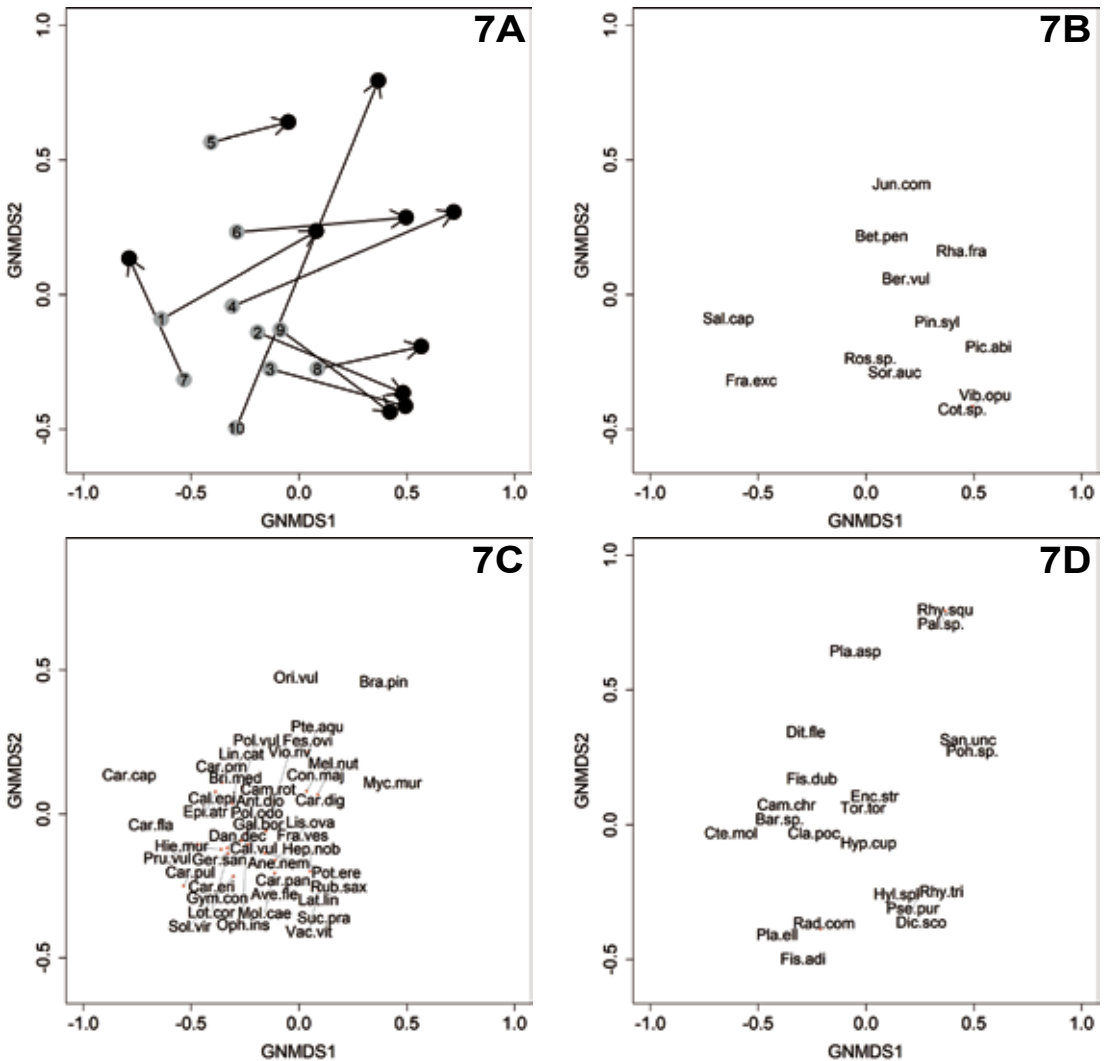 7A
1.0
0.5
0.0
-0.5
GNMDS2
5
6
1
4
2
9
3
8
7
10
-1.0 -0.5 0.0 0.5 1.0
GNMDS1
7B
1.0
0.5
0.0
-0.5
GNMDS2
Jun.com
Bet.pen
Rha.fra
Ber.vul
Sal.cap
Pin.syl
Pic.abi
Ros.sp.
Sor.auc
Fra.exc
Vib.opu
Cot.sp.
-1.0 -0.5 0.0 0.5 1.0
GNMDS1
7C
0.5
0.0
-0.5
GNMDS2
Ori.vul
Bra.pin
Pte.aqu
Pol.vul Fes.ovi
Lin.cat Vio.riv
Car.orn Mel.nut
Car.cap Bri.med Con.maj
Cam.rot Myc.mur
Cal.epi Ant.dio Car.dig
Epi.atr Pol.odo
Car.fla Gal.bor Lis.ova
Dan.dec Fra.ves
Hie.mur Cal.vul Hep.nob
Pru.vul Ger.san Ane.nem
Car.pul Car.pan Pot.ere
Car.eri Ave.fle Rub.sax
Gym.con Lat.lin
Lot.cor Mol.cae Suc.pra
Sol.vir Oph.ins Vac.vit
-1.0 -0.5 0.0 0.5 1.0
GNMDS1
7D
1.0
0.5
0.0
-0.5
GNMDS2
Rhy.squ
Pal.sp.
Pla.asp
Dit.fle
San.unc
Poh.sp.
Fis.dub
Enc.str
Cam.chr Tor.tor
Bar.sp.
Cte.mol Cla.poc
Hyp.cup
Hyl.spl Rhy.tri
Pse.pur
Rad.com Dic.sco
Pla.ell
Fis.adi
-1.0 -0.5 0.0 0.5 1.0
GNMDS1